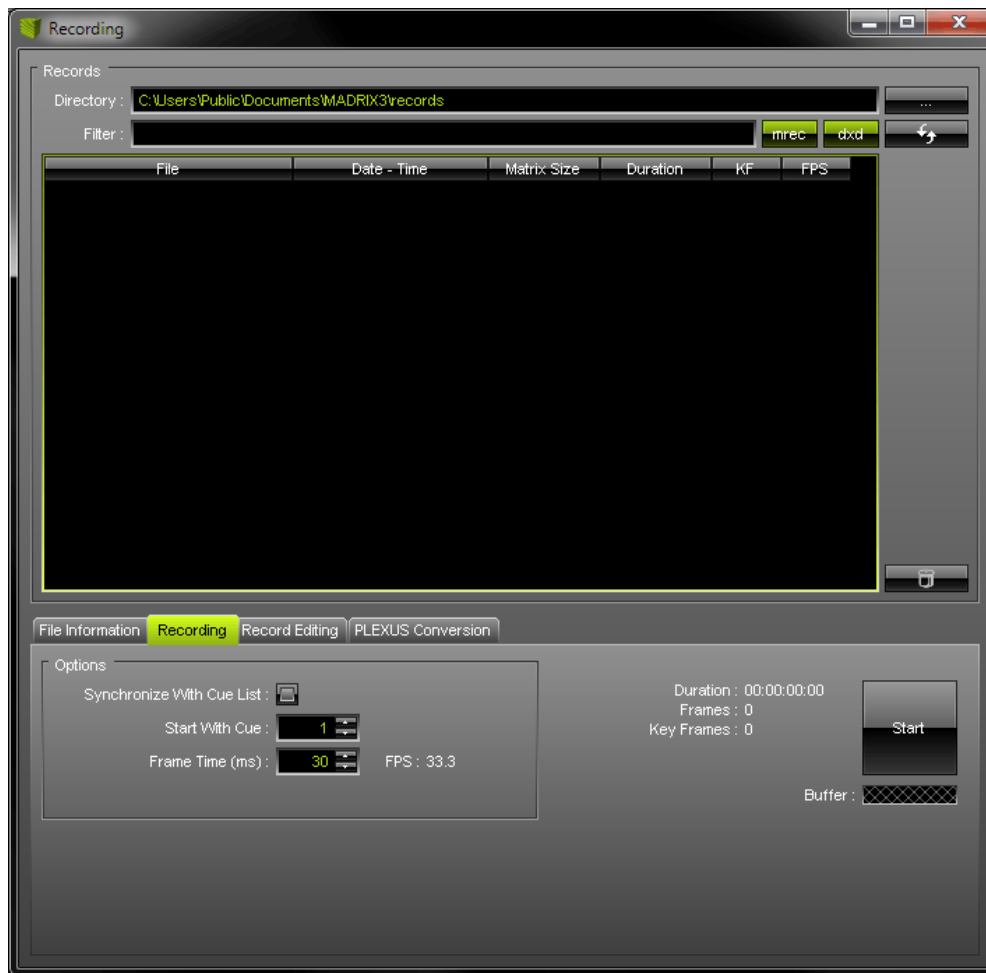 Recording
Records
Directory : C:\Users\Public\Documents\MADRIX3\records ...
Filter : mrec dxd
File Date - Time Matrix Size Duration KF FPS
File Information Recording Record Editing PLEXUS Conversion
Options
Synchronize With Cue List :
Start With Cue : 1
Frame Time (ms) : 30 FPS : 33.3
Duration : 00:00:00:00
Frames : 0
Key Frames : 0
Start
Buffer :